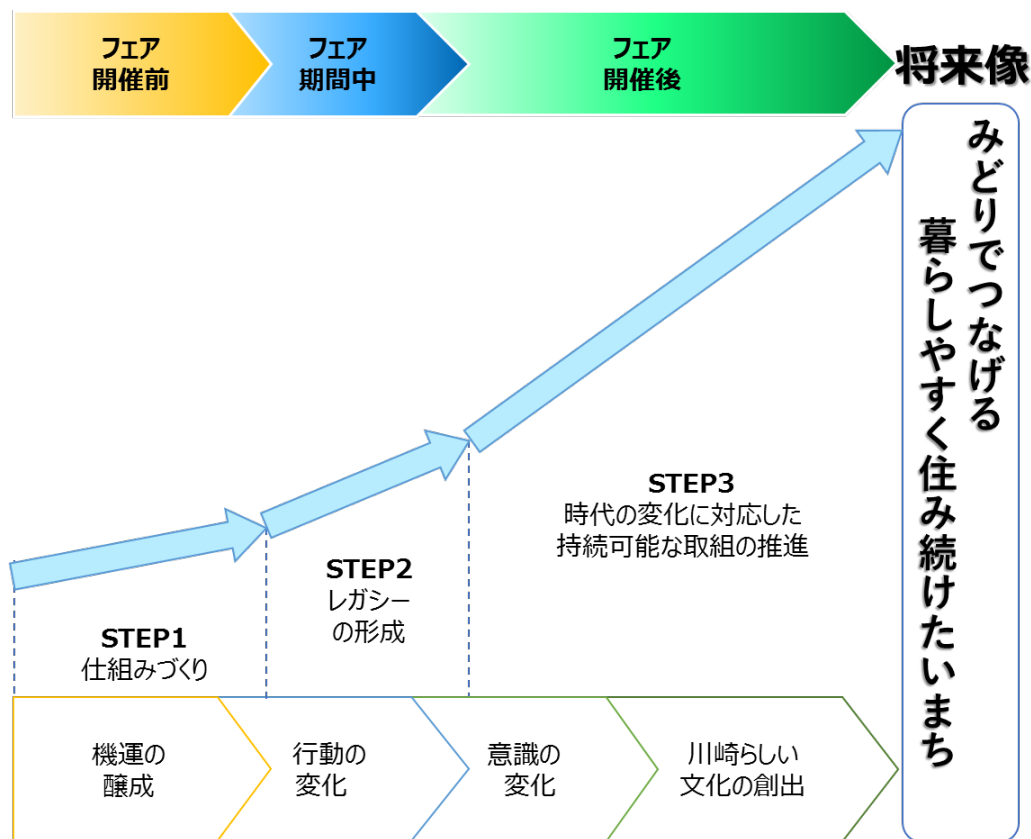 フェア
開催前
フェア
期間中
フェア
開催後
将来像
みどりでつなげる
暮らしやすく住み続けたいまち
STEP1
仕組みづくり
STEP2
レガシー
の形成
STEP3
時代の変化に対応した
持続可能な取組の推進
機運の
醸成
行動の
変化
意識の
変化
川崎らしい
文化の創出